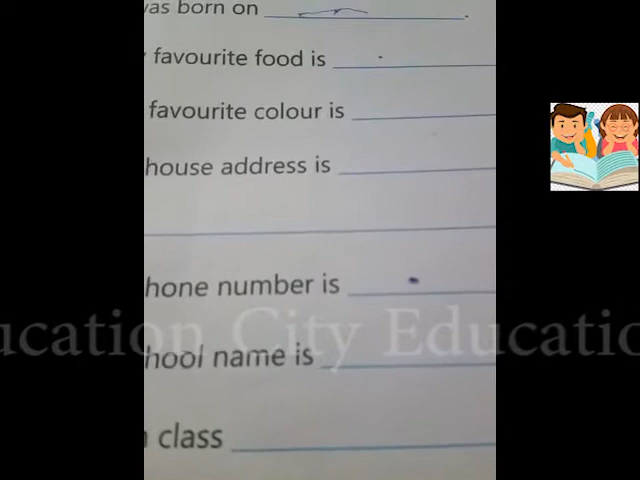 was born on
favourite food is
favourite colour is
house address is
hone number is
hool name is
class
ucation City Educatio